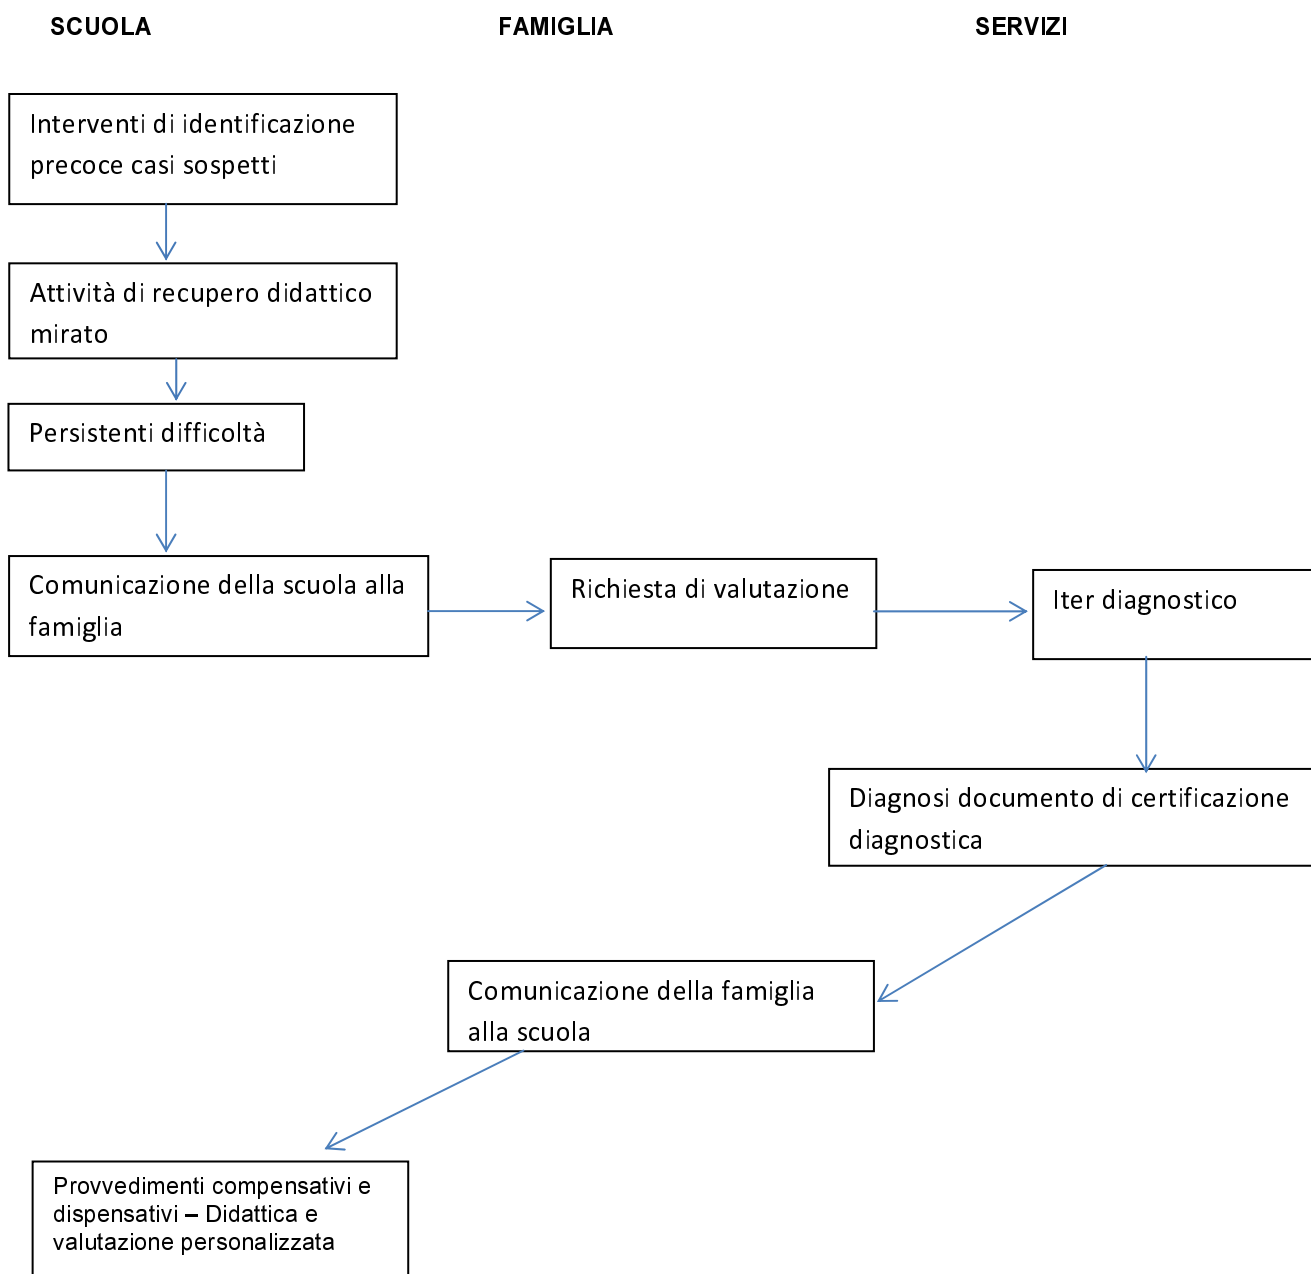 SCUOLA
FAMIGLIA
SERVIZI
Interventi di identificazione
precoce casi sospetti
Attività di recupero didattico
mirato
Persistenti difficoltà
Comunicazione della scuola alla
famiglia
Richiesta di valutazione
Iter diagnostico
Diagnosi documento di certificazione
diagnostica
Comunicazione della famiglia
alla scuola
Provvedimenti compensativi e
dispensativi – Didattica e
valutazione personalizzata